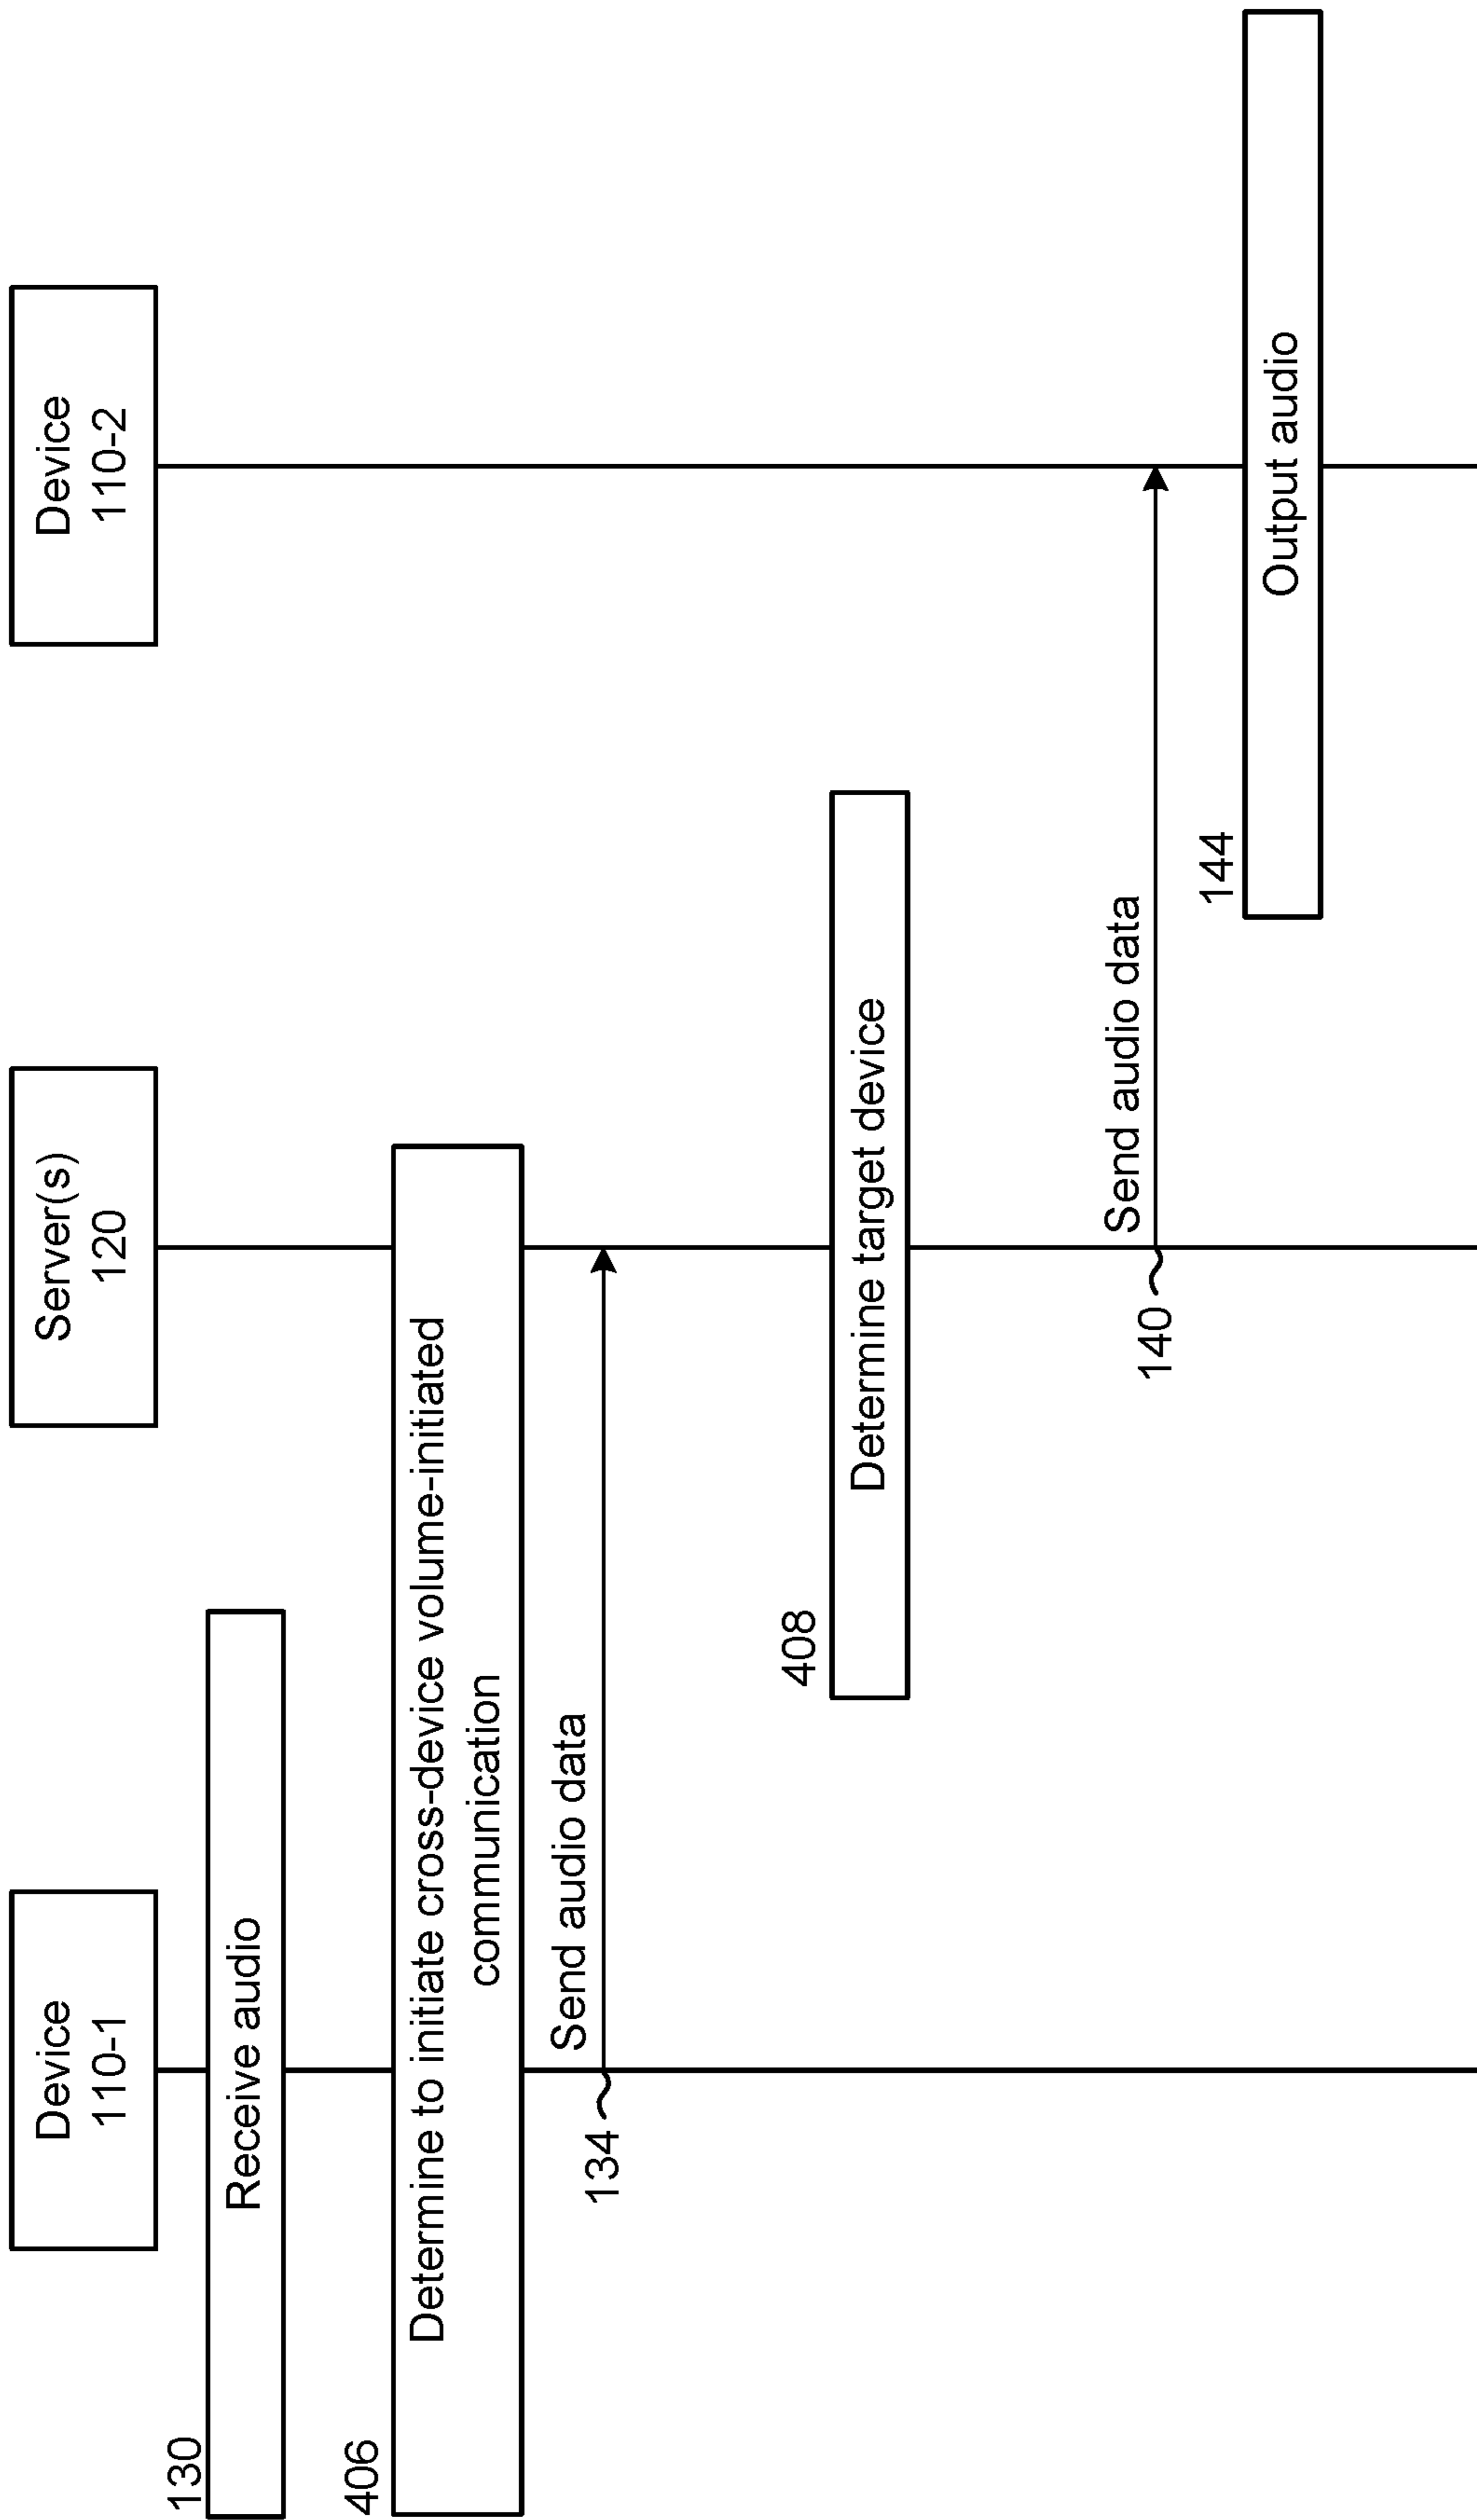 Device
110-1
Server(s)
120
Device
110-2
130
Receive audio
406
Determine to initiate cross-device volume-initiated
communication
Send audio data
134
408
Determine target device
Send audio data
140
144
Output audio